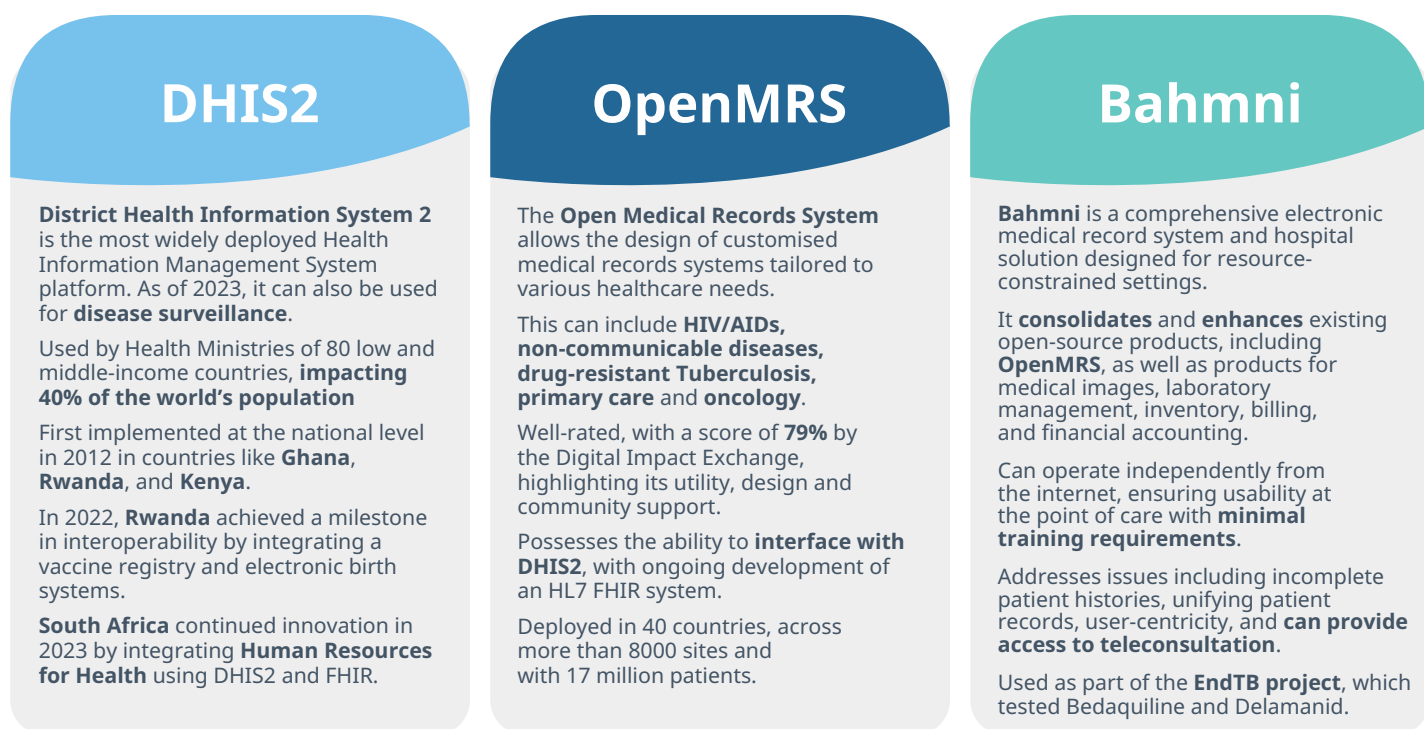 DHIS2
District Health Information System 2
is the most widely deployed Health
Information Management System
platform. As of 2023, it can also be used
for disease surveillance.
Used by Health Ministries of 80 low and
middle-income countries, impacting
40% of the world’s population
First implemented at the national level
in 2012 in countries like Ghana,
Rwanda, and Kenya.
In 2022, Rwanda achieved a milestone
in interoperability by integrating a
vaccine registry and electronic birth
systems.
South Africa continued innovation in
2023 by integrating Human Resources
for Health using DHIS2 and FHIR.
OpenMRS
The Open Medical Records System
allows the design of customised
medical records systems tailored to
various healthcare needs.
This can include HIV/AIDs,
non-communicable diseases,
drug-resistant Tuberculosis,
primary care and oncology.
Well-rated, with a score of 79% by
the Digital Impact Exchange,
highlighting its utility, design and
community support.
Possesses the ability to interface with
DHIS2, with ongoing development of
an HL7 FHIR system.
Deployed in 40 countries, across
more than 8000 sites and
with 17 million patients.
Bahmni
Bahmni is a comprehensive electronic
medical record system and hospital
solution designed for resource-
constrained settings.
It consolidates and enhances existing
open-source products, including
OpenMRS, as well as products for
medical images, laboratory
management, inventory, billing,
and financial accounting.
Can operate independently from
the internet, ensuring usability at
the point of care with minimal
training requirements.
Addresses issues including incomplete
patient histories, unifying patient
records, user-centricity, and can provide
access to teleconsultation.
Used as part of the EndTB project, which
tested Bedaquiline and Delamanid.